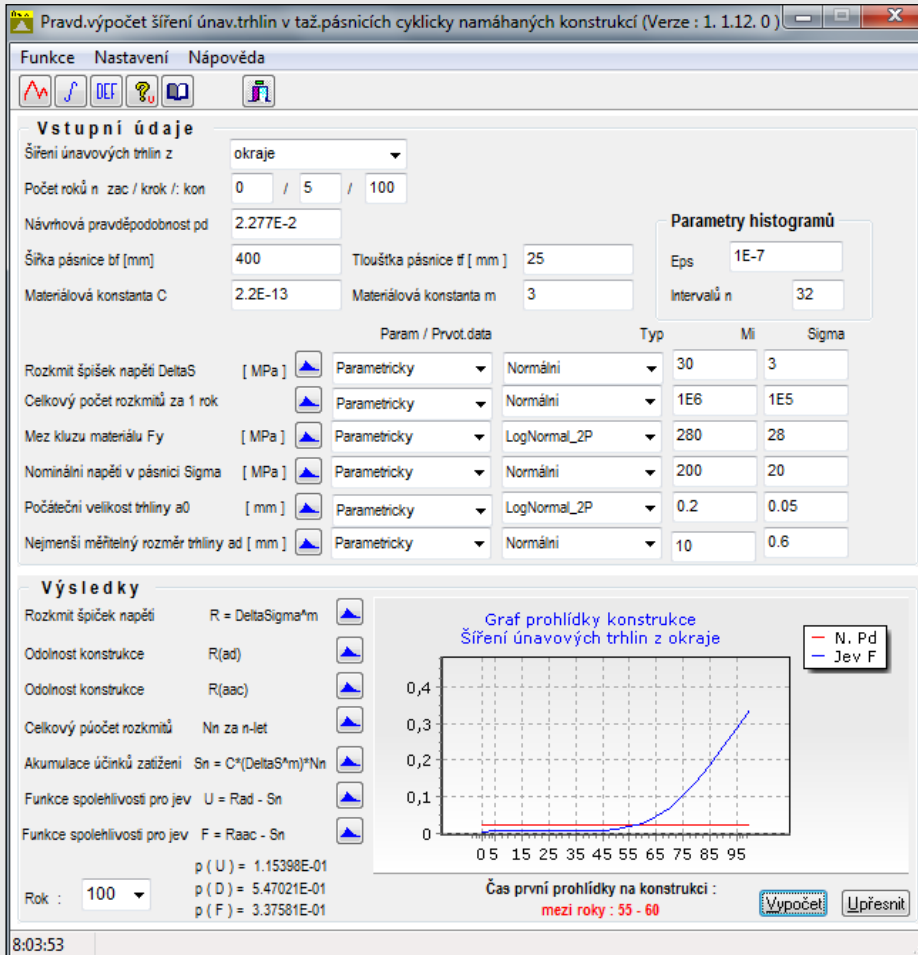 Pravd.výpočet šíření únav.trhlin v taž.pásnicích cyklicky namáhaných konstrukcí (Verze : 1. 1.12. 0 )
Funkce Nastavení Nápověda
DEF ? U
Vstupní údaje
Šíření únavových trhlin z okraje
Počet roků n zac / krok /: kon 0 / 5 / 100
Návrhová pravděpodobnost pd 2.277E-2
Parametry histogramů
Šířka pásnice bf [mm] 400 Tloušťka pásnice tf [ mm ] 25 Eps 1E-7
Materiálová konstanta C 2.2E-13 Materiálová konstanta m 3 Intervalů n 32
Param / Prvot.data Typ Mi Sigma
Rozkmit špišek napětí DeltaS [ MPa ] Parametricky Normální 30 3
Celkový počet rozkmitů za 1 rok Parametricky Normální 1E6 1E5
Mez kluzu materiálu Fy [ MPa ] Parametricky LogNormal_2P 280 28
Nominální napětí v pásnici Sigma [ MPa ] Parametricky Normální 200 20
Počáteční velikost trhliny a0 [ mm ] Parametricky LogNormal_2P 0.2 0.05
Nejmenší měřitelný rozměr trhliny ad [ mm ] Parametricky Normální 10 0.6
Výsledky
Rozkmit špiček napětí R = DeltaSigma^m
Odolnost konstrukce R(ad)
Odolnost konstrukce R(aac)
Celkový púočet rozkmitů Nn za n-let
Akumulace účinků zatížení Sn = C*(DeltaS^m)*Nn
Funkce spolehlivosti pro jev U = Rad - Sn
Funkce spolehlivosti pro jev F = Raac - Sn
p ( U ) = 1.15398E-01
p ( D ) = 5.47021E-01
p ( F ) = 3.37581E-01
Rok : 100
Graf prohlídky konstrukce
Šíření únavových trhlin z okraje
N. Pd
Jev F
0,4
0,3
0,2
0,1
0
0 5 15 25 35 45 55 65 75 85 95
Čas první prohlídky na konstrukci :
mezi roky : 55 - 60
Vypočet Upřesnit
8:03:53